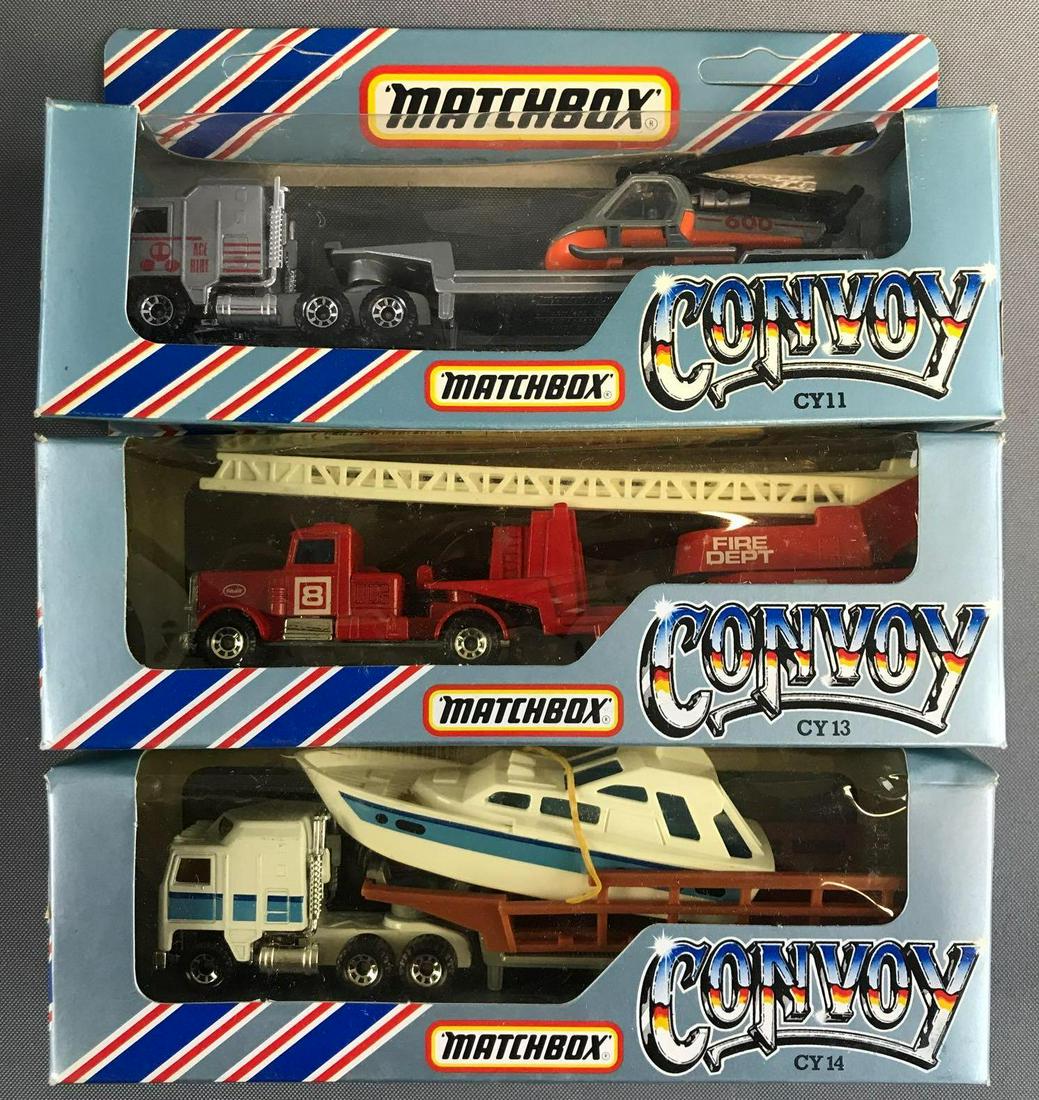 'MATCHBOX'®
ACE
HIRE
600
CONVOY
'MATCHBOX'®
CY11
FIRE
DEPT
8
CONVOY
'MATCHBOX'®
CY 13
CONVOY
'MATCHBOX'®
CY 14